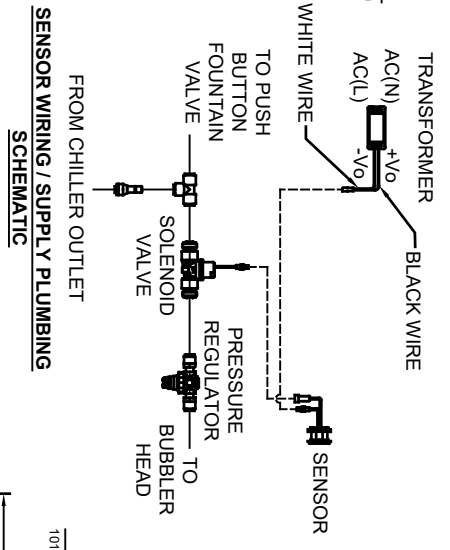 TRANSFORMER
AC(N)
AC(L)
+Vo
-Vo
WHITE WIRE
BLACK WIRE
TO PUSH
BUTTON
FOUNTAIN
VALVE
SOLENOID
VALVE
PRESSURE
REGULATOR
TO
BUBBLER
HEAD
SENSOR
FROM CHILLER OUTLET
SENSOR WIRING / SUPPLY PLUMBING
SCHEMATIC
101